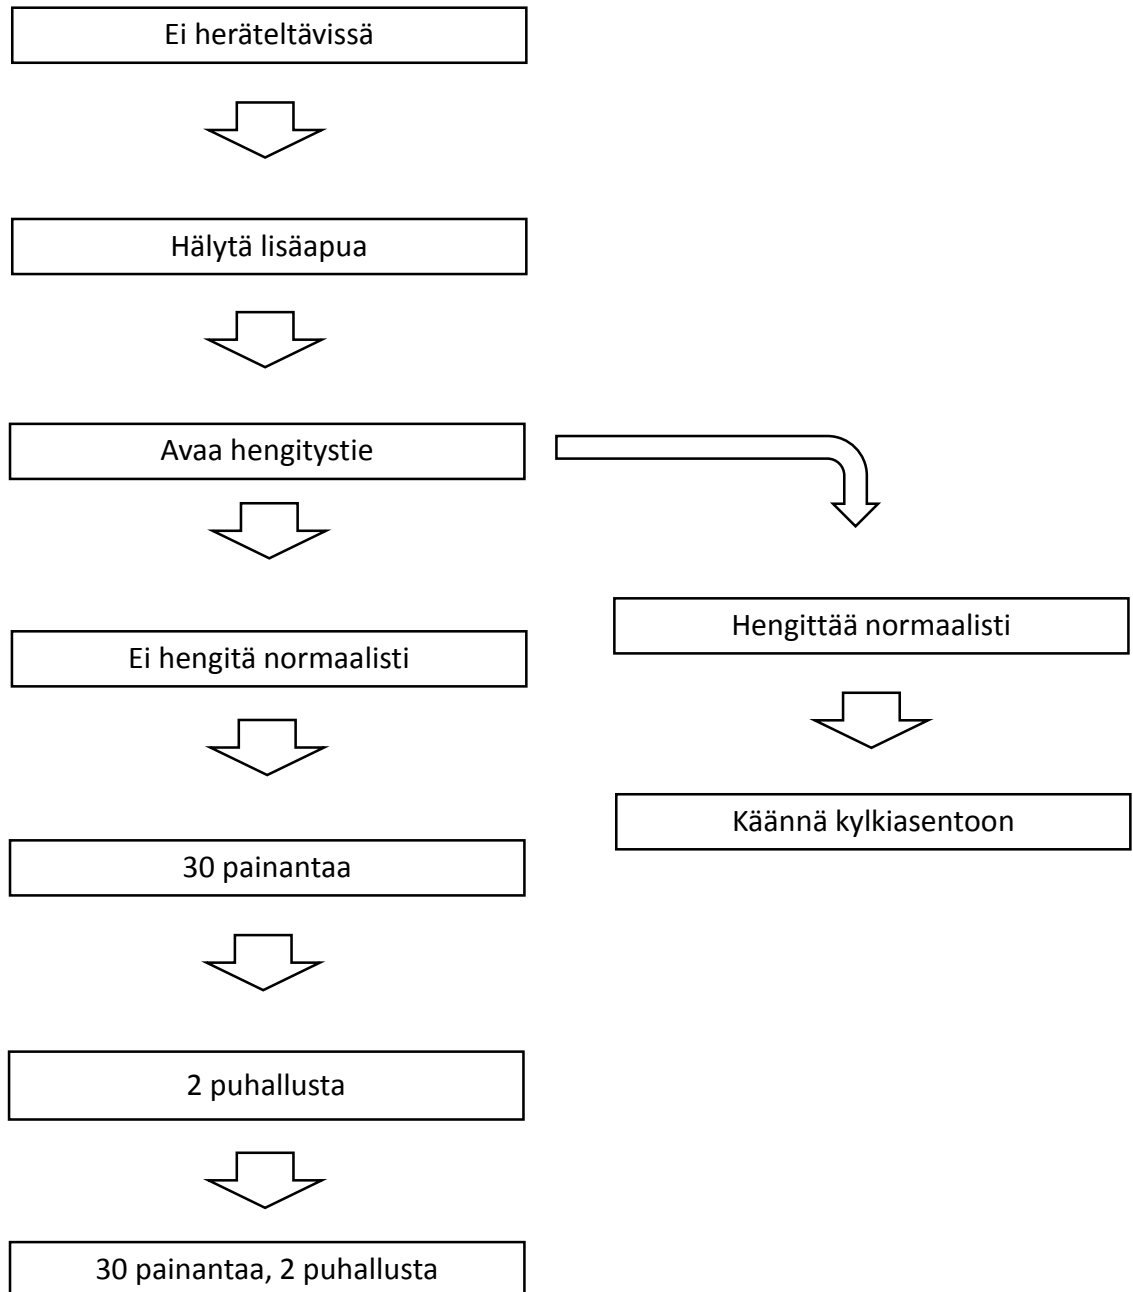 Ei heräteltävissä
Hälytä lisäapua
Avaa hengitystie
Ei hengitä normaalisti
Hengittää normaalisti
30 painantaa
Käännä kylkiasentoon
2 puhallusta
30 painantaa, 2 puhallusta